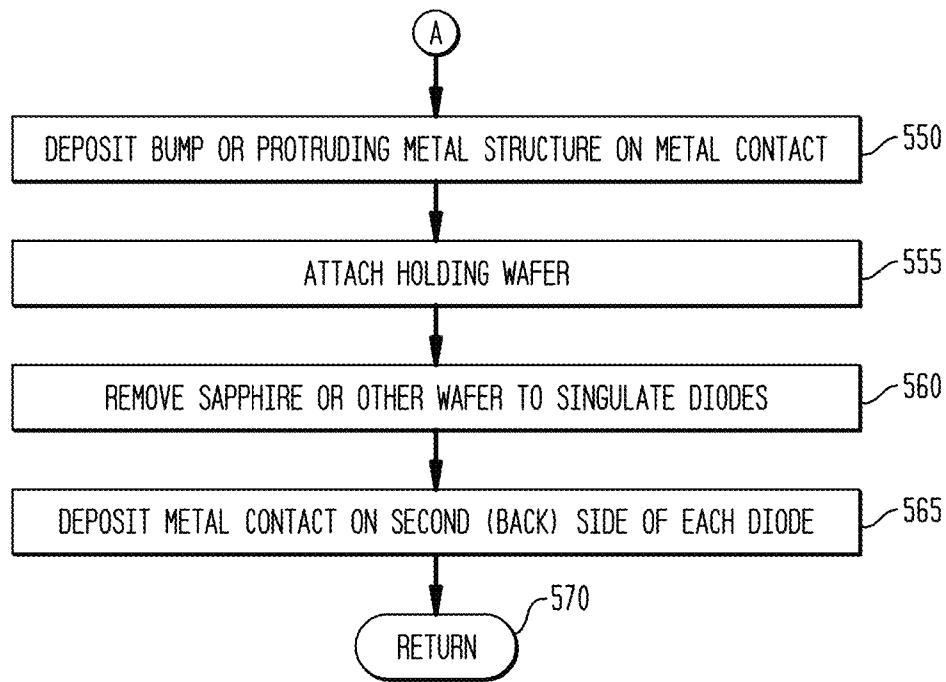 A
DEPOSIT BUMP OR PROTRUDING METAL STRUCTURE ON METAL CONTACT
550
ATTACH HOLDING WAFER
555
REMOVE SAPPHIRE OR OTHER WAFER TO SINGULATE DIODES
560
DEPOSIT METAL CONTACT ON SECOND (BACK) SIDE OF EACH DIODE
565
570
RETURN